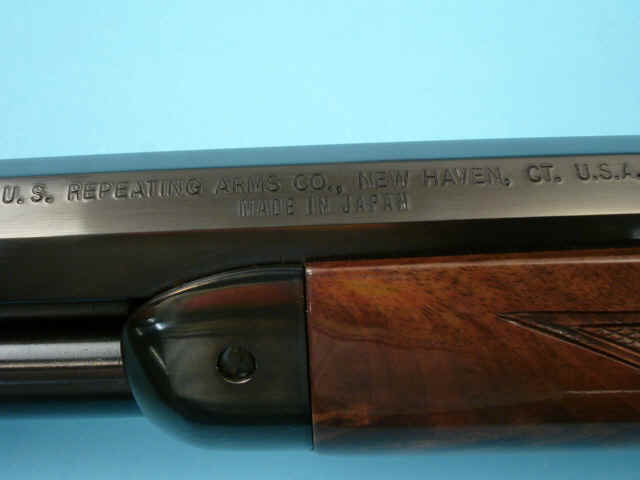 U. S. REPEATING ARMS CO., NEW HAVEN, CT. U.S.A.
MADE IN JAPAN